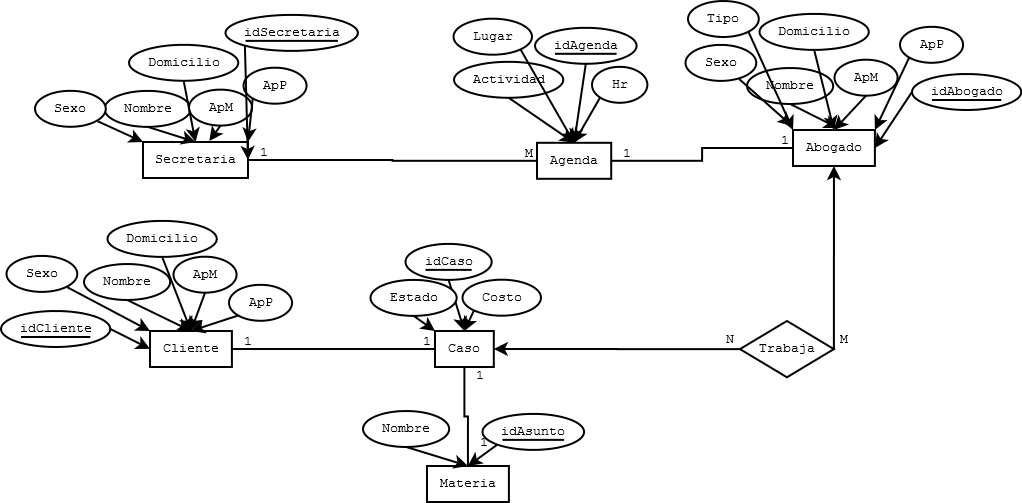 Tipo
idSecretaria
Domicilio
Lugar
idAgenda
ApP
Domicilio
Sexo
ApP
Actividad
Hr
Nombre
ApM
idAbogado
Sexo
Nombre
ApM
Secretaria
1
M
Agenda
1
1
Abogado
Domicilio
Sexo
Nombre
ApM
idCaso
ApP
Estado
Costo
idCliente
Cliente
1
1
Caso
N
Trabaja
M
1
Nombre
idAsunto
1
Materia